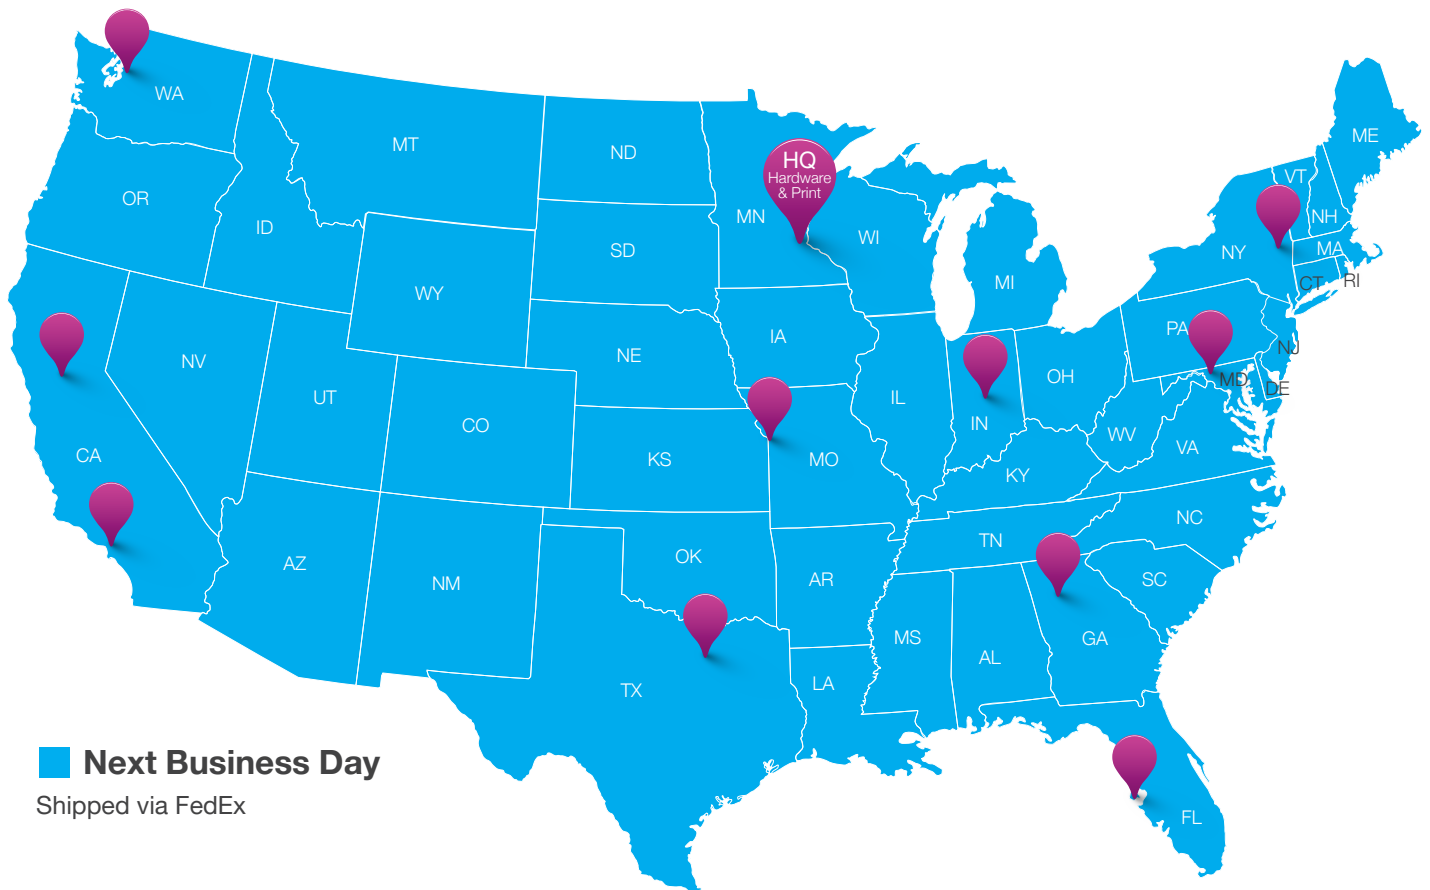 WA
MT
ND
HQ
Hardware
& Print
ME
VT
OR
ID
MN
WI
NH
NY
MA
SD
MI
CT
RI
WY
IA
PA
NJ
NV
NE
OH
MD
DE
UT
IL
CO
IN
WV
VA
CA
KS
MO
KY
NC
TN
AZ
NM
OK
AR
SC
MS
AL
GA
TX
LA
FL
Next Business Day
Shipped via FedEx